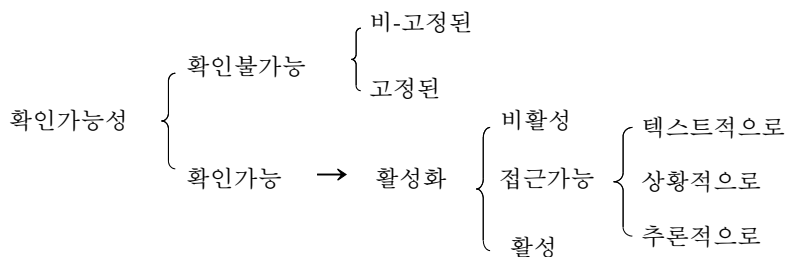 비-고정된
확인불가능
고정된
확인가능성
비활성
텍스트적으로
확인가능 → 활성화
접근가능
상황적으로
활성
추론적으로